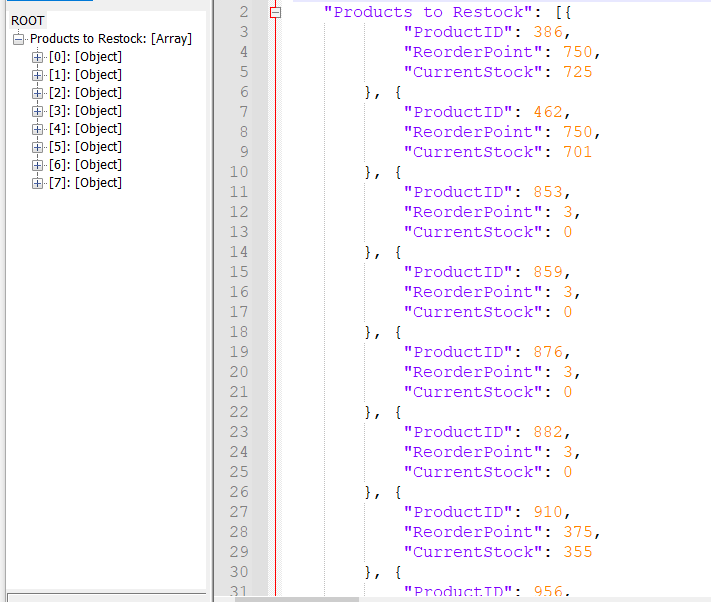 ROOT
Products to Restock: [Array]
[0]: [Object]
[1]: [Object]
[2]: [Object]
[3]: [Object]
[4]: [Object]
[5]: [Object]
[6]: [Object]
[7]: [Object]
2 "Products to Restock": [{
3 "ProductID": 386,
4 "ReorderPoint": 750,
5 "CurrentStock": 725
6 }, {
7 "ProductID": 462,
8 "ReorderPoint": 750,
9 "CurrentStock": 701
10 }, {
11 "ProductID": 853,
12 "ReorderPoint": 3,
13 "CurrentStock": 0
14 }, {
15 "ProductID": 859,
16 "ReorderPoint": 3,
17 "CurrentStock": 0
18 }, {
19 "ProductID": 876,
20 "ReorderPoint": 3,
21 "CurrentStock": 0
22 }, {
23 "ProductID": 882,
24 "ReorderPoint": 3,
25 "CurrentStock": 0
26 }, {
27 "ProductID": 910,
28 "ReorderPoint": 375,
29 "CurrentStock": 355
30 }, {
31 "ProductID": 956,